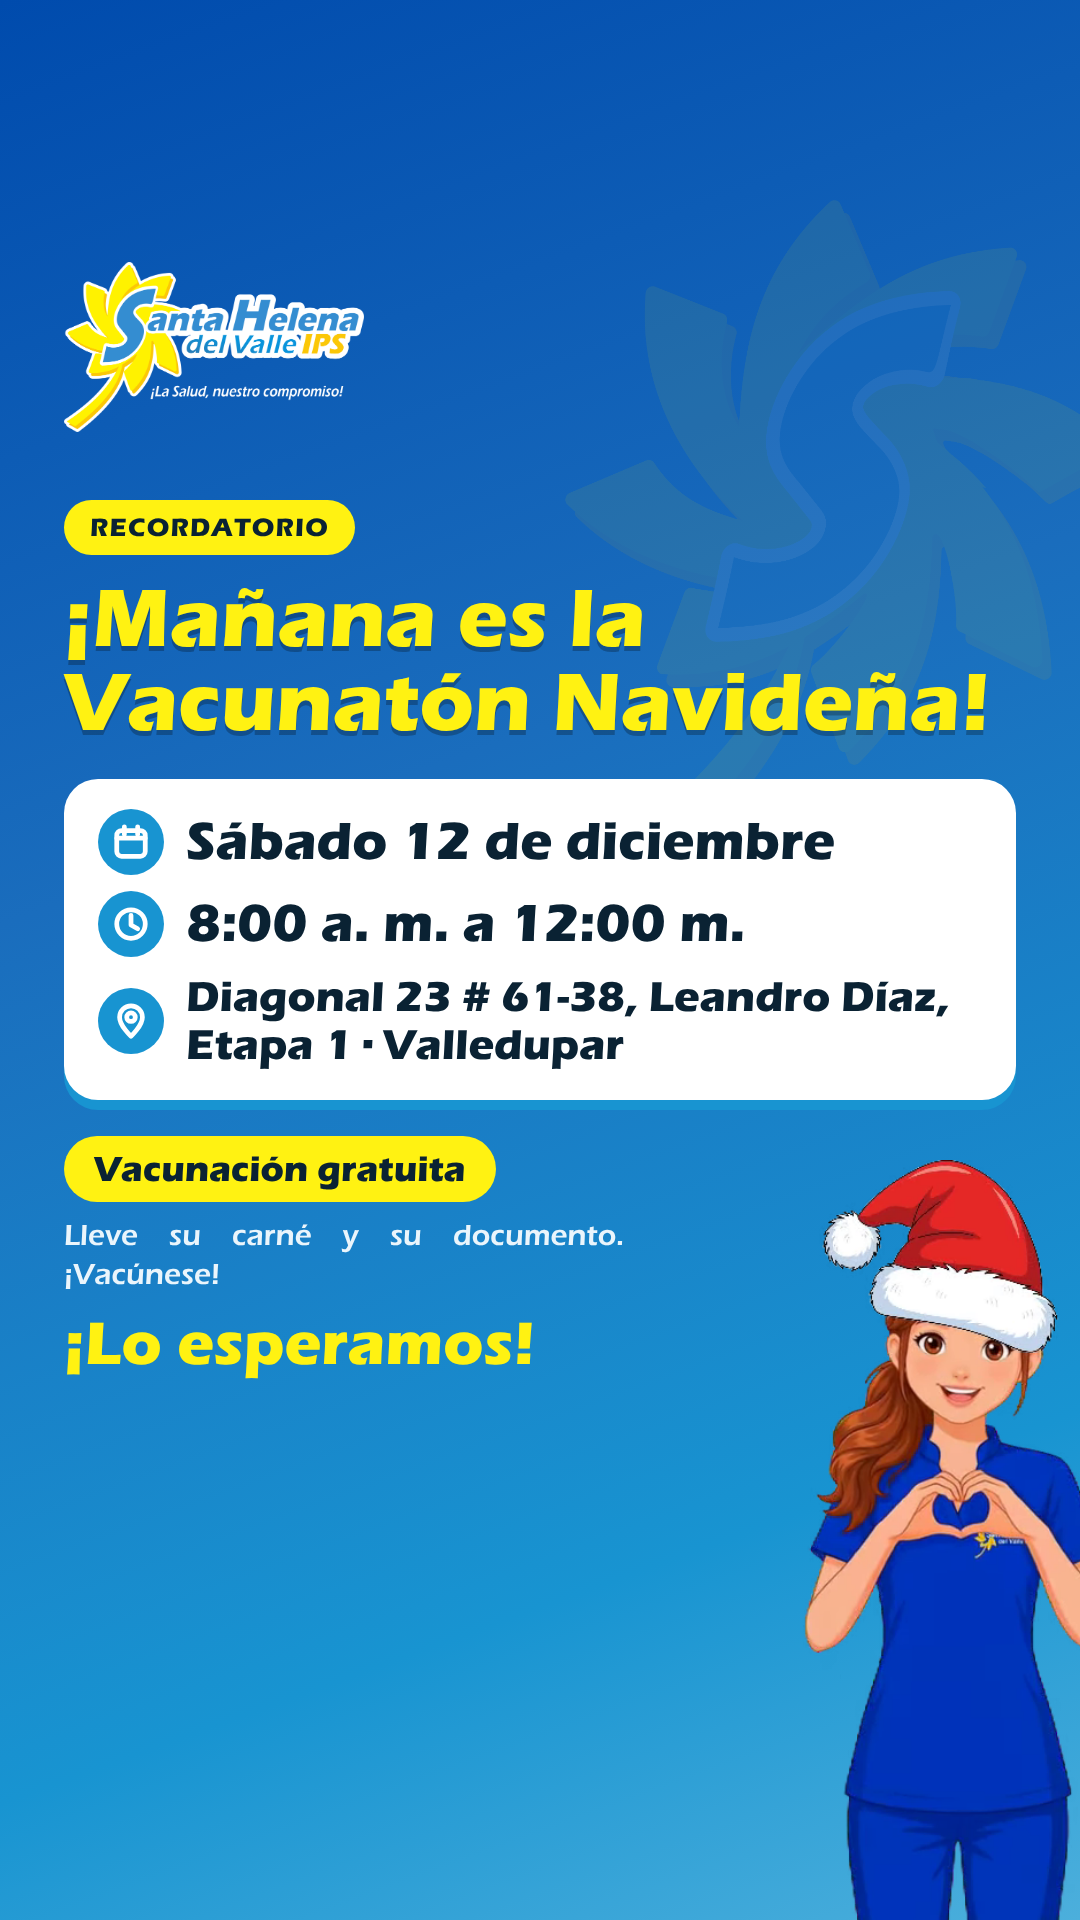 Santa Helena
del Valle IPS
¡La Salud, nuestro compromiso!
RECORDATORIO
¡Mañana es la
Vacunatón Navideña!
Sábado 12 de diciembre
8:00 a. m. a 12:00 m.
Diagonal 23 # 61-38, Leandro Díaz,
Etapa 1 · Valledupar
Vacunación gratuita
Lleve su carné y su documento.
¡Vacúnese!
¡Lo esperamos!